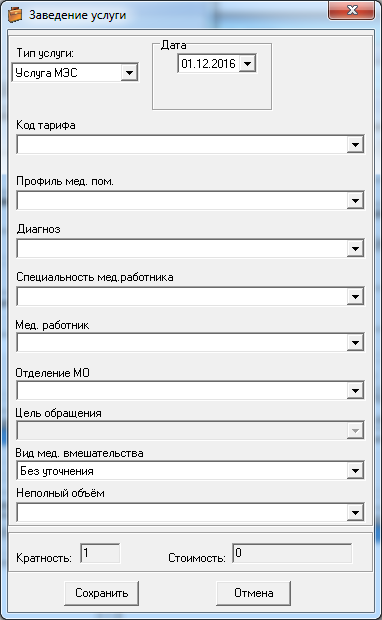 Заведение услуги
Тип услуги:
Услуга МЭС
Дата
01.12.2016
Код тарифа
Профиль мед. пом.
Диагноз
Специальность мед.работника
Мед. работник
Отделение МО
Цель обращения
Вид мед. вмешательства
Без уточнения
Неполный объём
Кратность: 1 Стоимость: 0
Сохранить Отмена